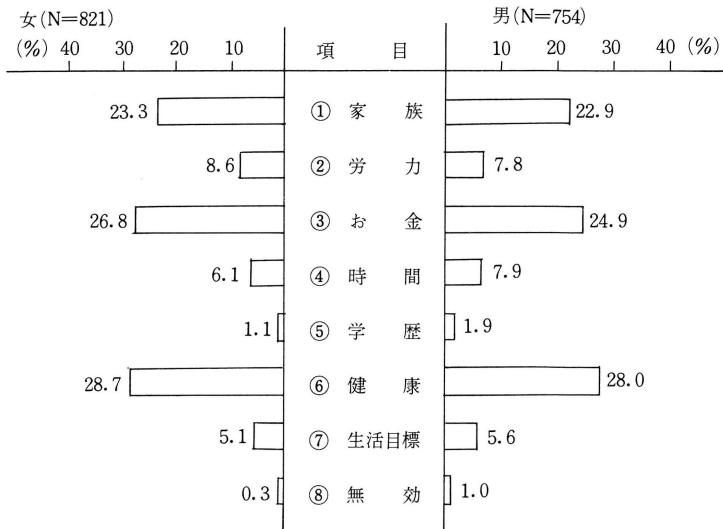 女(N=821) 男(N=754)
(%) 40 30 20 10 項 目 10 20 30 40 (%)
23.3 ① 家 族 22.9
8.6 ② 労 力 7.8
26.8 ③ お 金 24.9
6.1 ④ 時 間 7.9
1.1 ⑤ 学 歴 1.9
28.7 ⑥ 健 康 28.0
5.1 ⑦ 生活目標 5.6
0.3 ⑧ 無 効 1.0